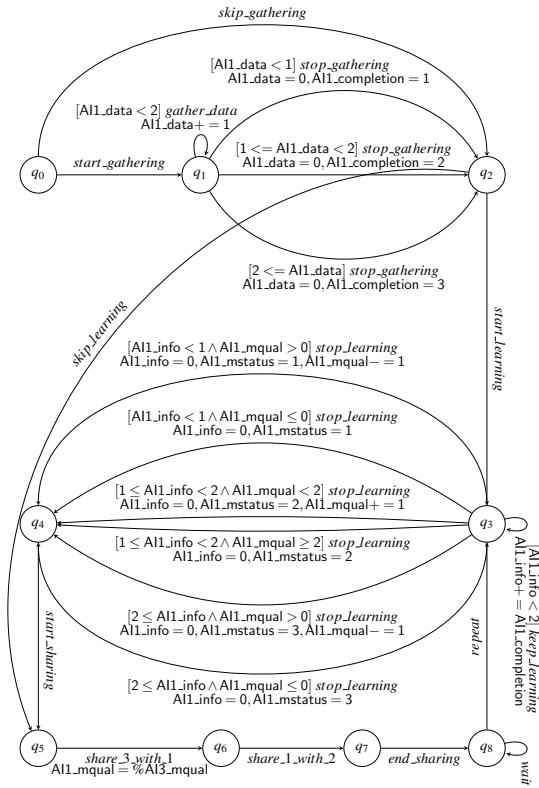 skip_gathering
[AI1_data < 1] stop_gathering
AI1_data = 0, AI1_completion = 1
[AI1_data < 2] gather_data
AI1_data+ = 1
[1 <= AI1_data < 2] stop_gathering
AI1_data = 0, AI1_completion = 2
q0
start_gathering
q1
q2
[2 <= AI1_data] stop_gathering
AI1_data = 0, AI1_completion = 3
skip_learning
start_learning
[AI1_info < 1 ∧ AI1_mqual > 0] stop_learning
AI1_info = 0, AI1_mstatus = 1, AI1_mqual− = 1
[AI1_info < 1 ∧ AI1_mqual ≤ 0] stop_learning
AI1_info = 0, AI1_mstatus = 1
[1 ≤ AI1_info < 2 ∧ AI1_mqual < 2] stop_learning
AI1_info = 0, AI1_mstatus = 2, AI1_mqual+ = 1
q4
q3
[1 ≤ AI1_info < 2 ∧ AI1_mqual ≥ 2] stop_learning
AI1_info = 0, AI1_mstatus = 2
[AI1_info < 2] keep_learning
AI1_info+ = AI1_completion
[2 ≤ AI1_info ∧ AI1_mqual > 0] stop_learning
AI1_info = 0, AI1_mstatus = 3, AI1_mqual− = 1
start_sharing
repeat
[2 ≤ AI1_info ∧ AI1_mqual ≤ 0] stop_learning
AI1_info = 0, AI1_mstatus = 3
q5
q6
q7
q8
share_3_with_1
AI1_mqual = %AI3_mqual
share_1_with_2
end_sharing
wait